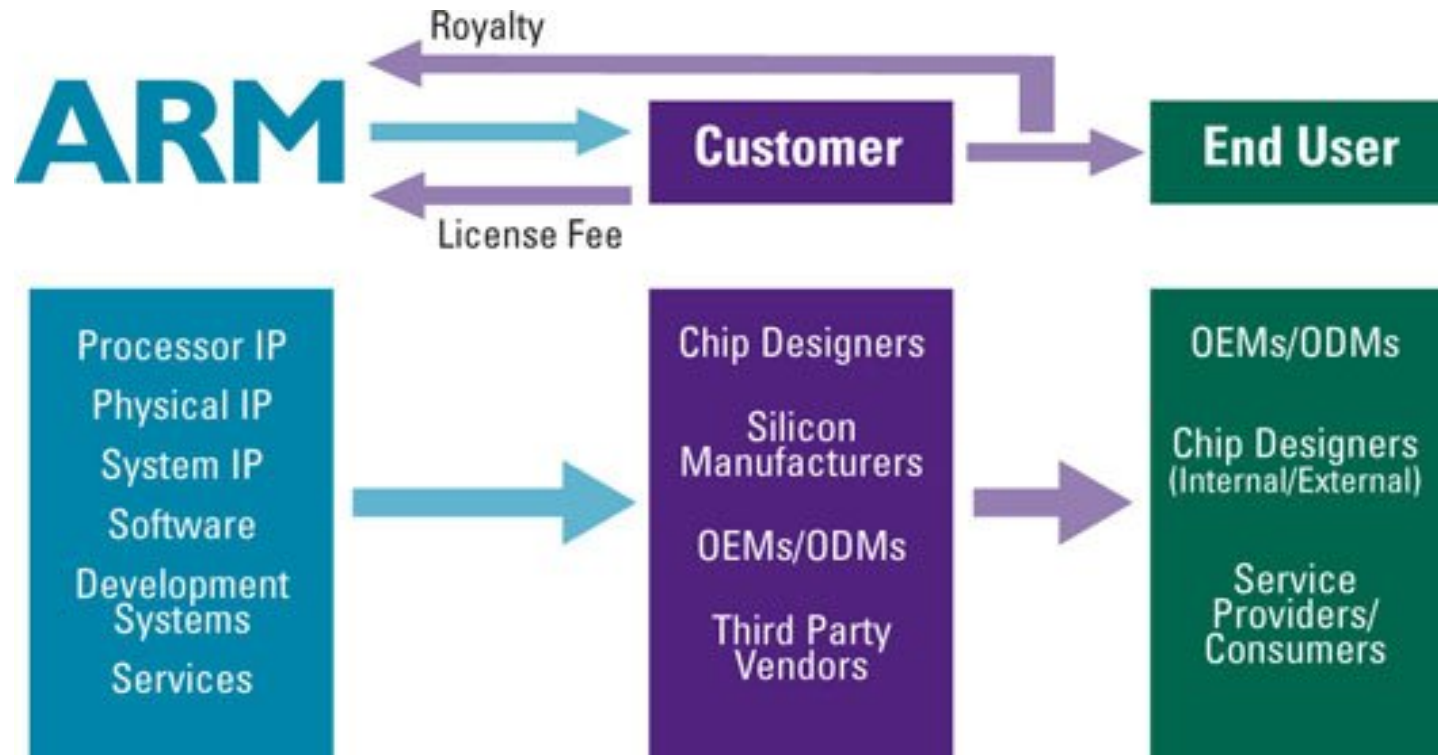 Royalty
ARM
Customer
End User
License Fee
Processor IP
Physical IP
System IP
Software
Development
Systems
Services
Chip Designers
Silicon
Manufacturers
OEMs/ODMs
Third Party
Vendors
OEMs/ODMs
Chip Designers
(Internal/External)
Service
Providers/
Consumers